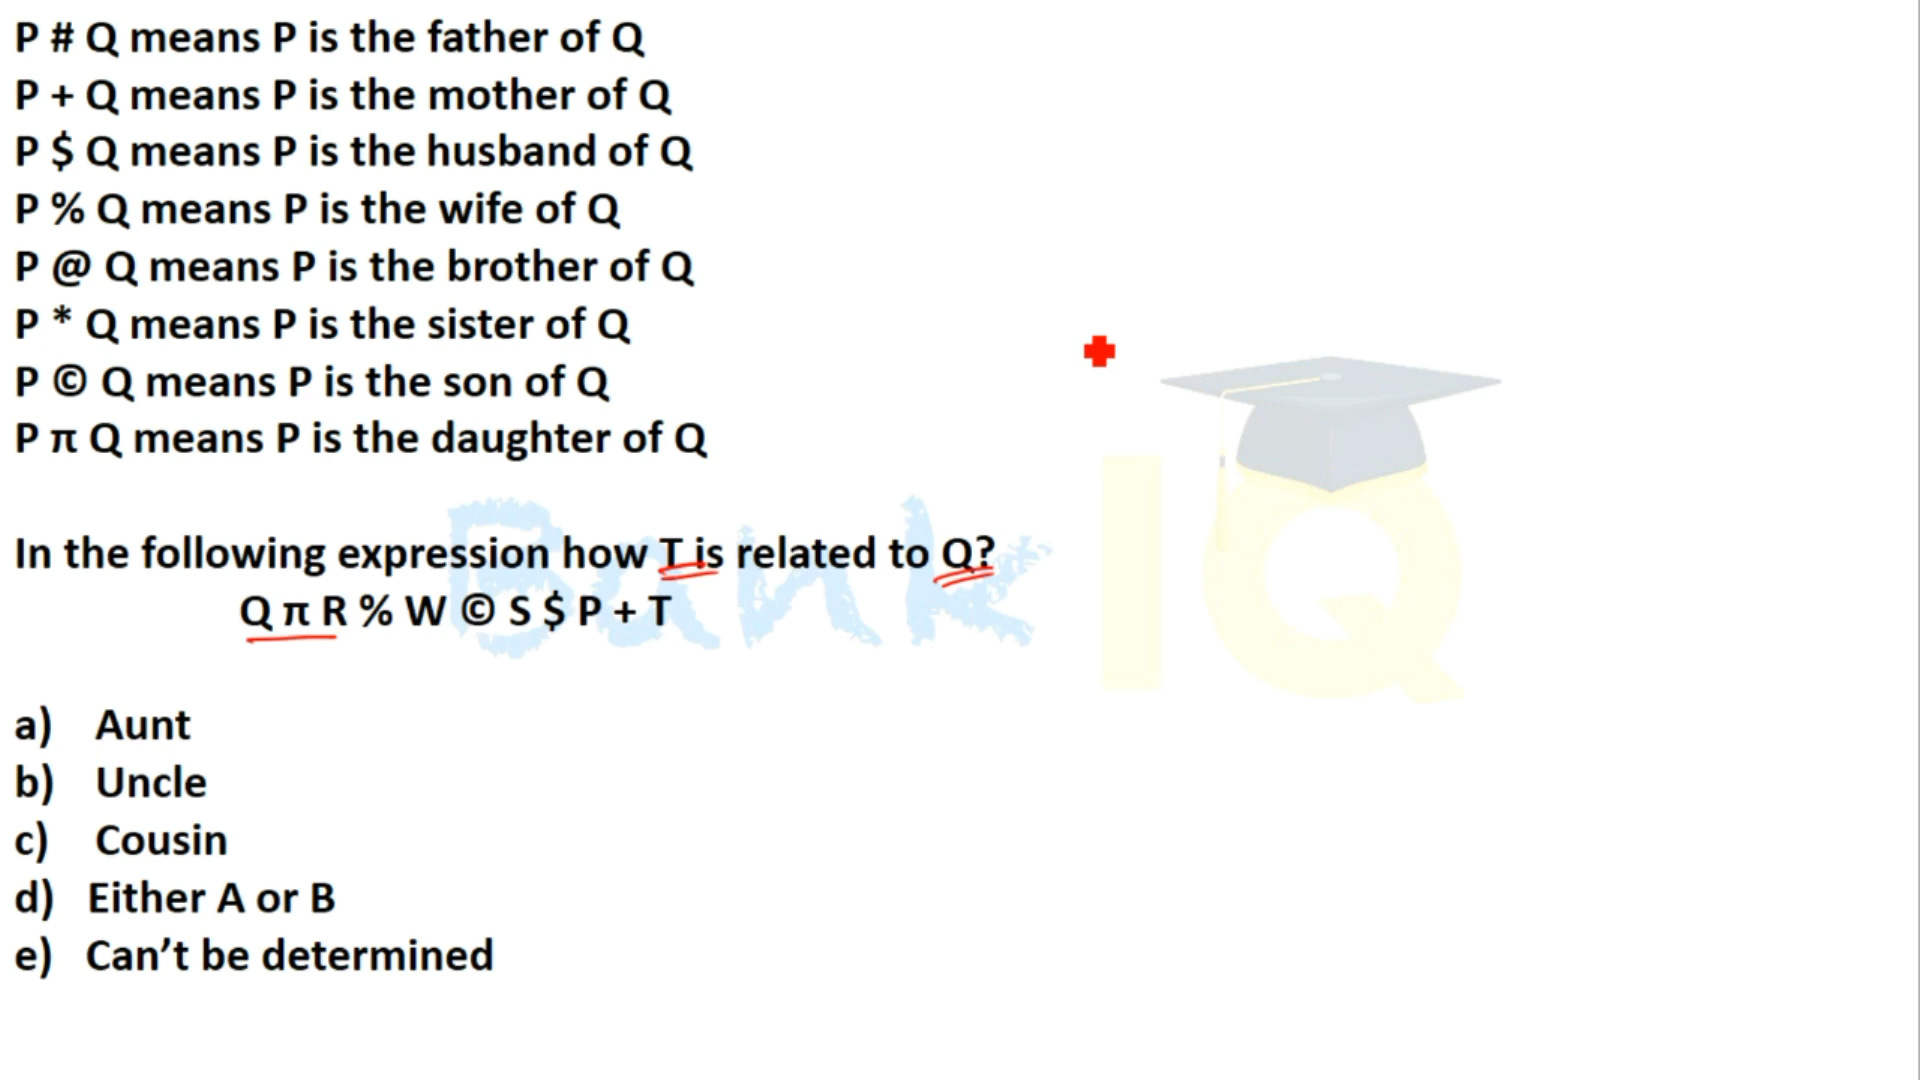 P # Q means P is the father of Q
P + Q means P is the mother of Q
P $ Q means P is the husband of Q
P % Q means P is the wife of Q
P @ Q means P is the brother of Q
P * Q means P is the sister of Q
P © Q means P is the son of Q
P π Q means P is the daughter of Q
In the following expression how T is related to Q?
Q π R % W © S $ P + T
Bank IQ
a) Aunt
b) Uncle
c) Cousin
d) Either A or B
e) Can’t be determined